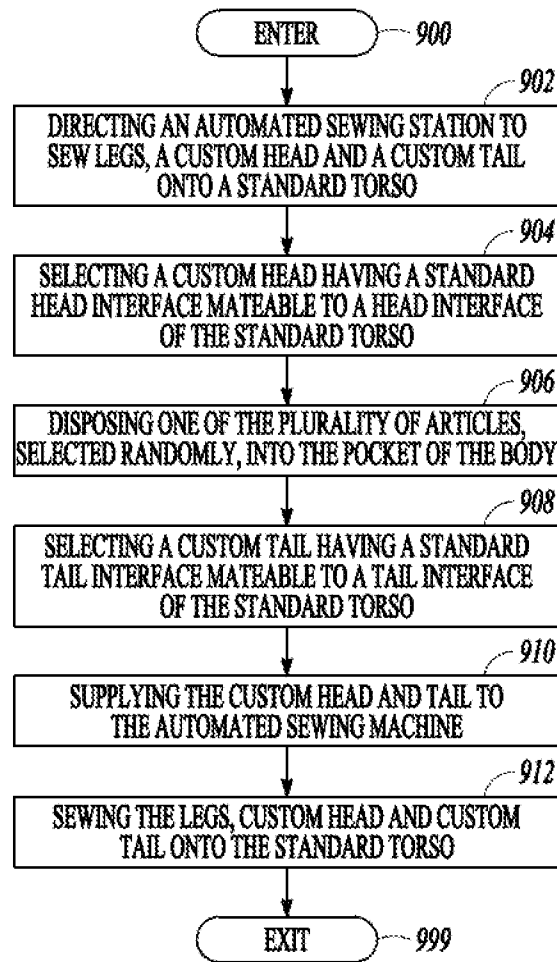 ENTER
900
902
DIRECTING AN AUTOMATED SEWING STATION TO
SEW LEGS, A CUSTOM HEAD AND A CUSTOM TAIL
ONTO A STANDARD TORSO
904
SELECTING A CUSTOM HEAD HAVING A STANDARD
HEAD INTERFACE MATEABLE TO A HEAD INTERFACE
OF THE STANDARD TORSO
906
DISPOSING ONE OF THE PLURALITY OF ARTICLES,
SELECTED RANDOMLY, INTO THE POCKET OF THE BODY
908
SELECTING A CUSTOM TAIL HAVING A STANDARD
TAIL INTERFACE MATEABLE TO A TAIL INTERFACE
OF THE STANDARD TORSO
910
SUPPLYING THE CUSTOM HEAD AND TAIL TO
THE AUTOMATED SEWING MACHINE
912
SEWING THE LEGS, CUSTOM HEAD AND CUSTOM
TAIL ONTO THE STANDARD TORSO
EXIT
999